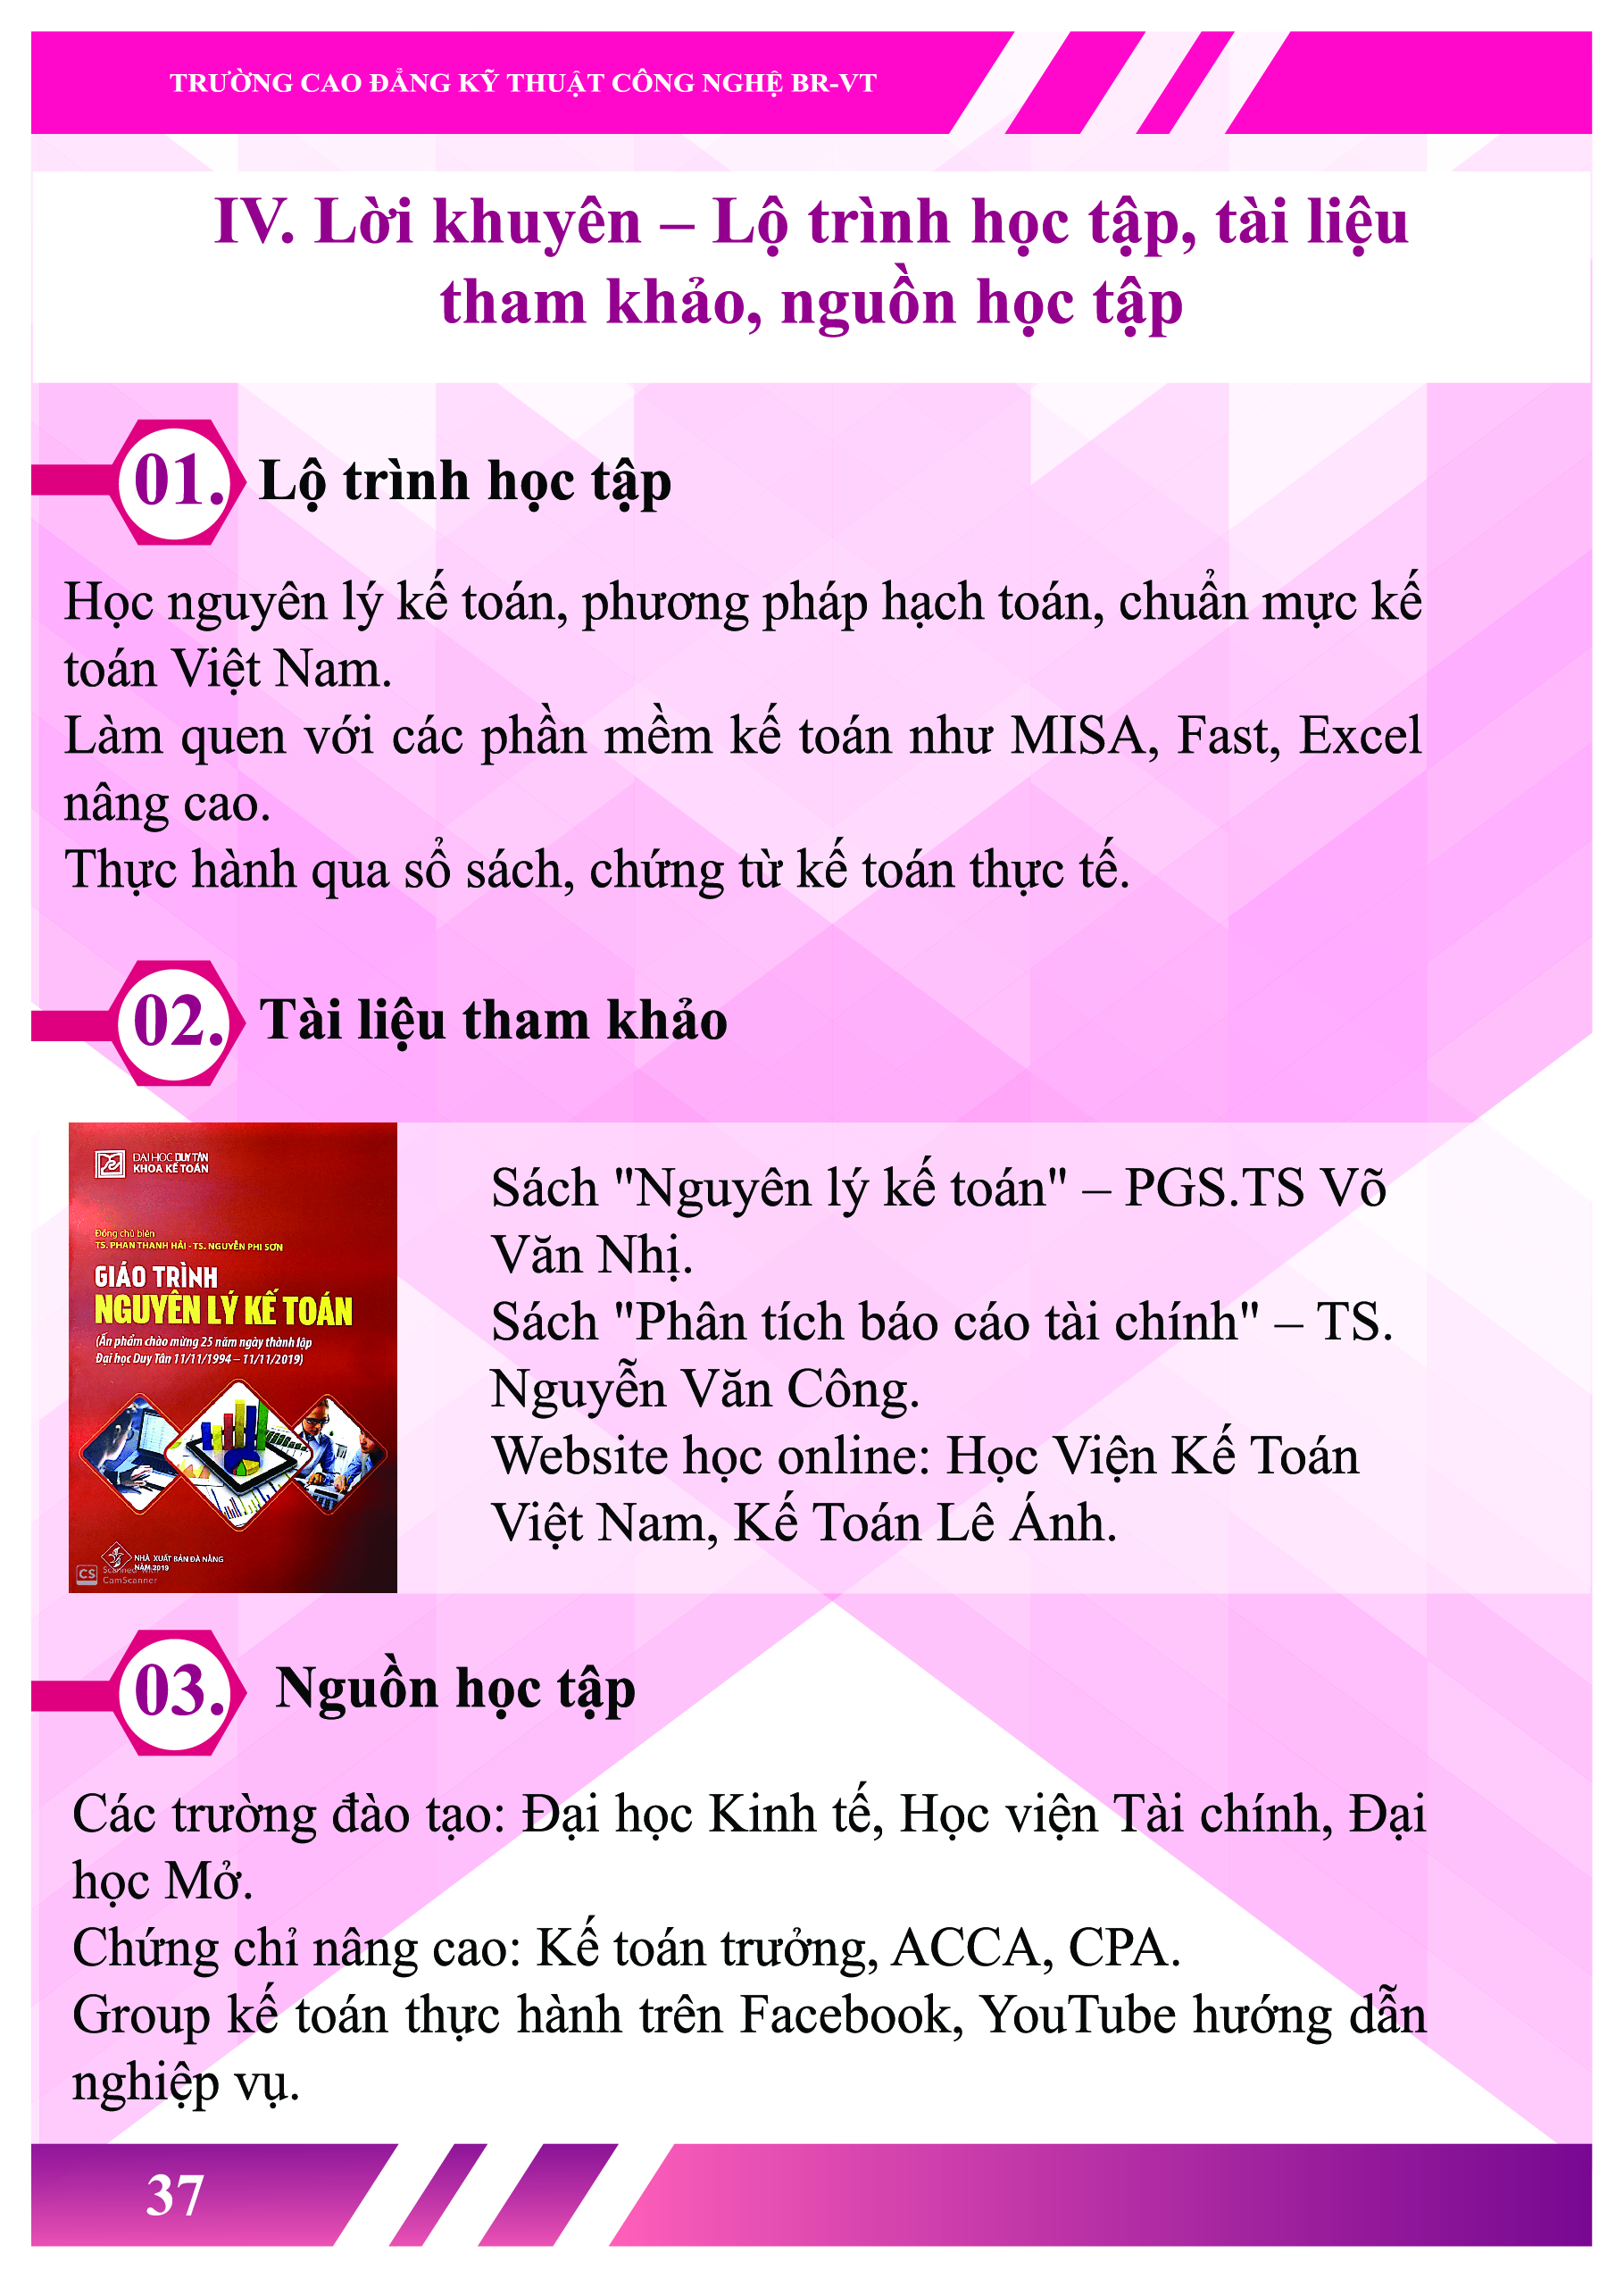 TRƯỜNG CAO ĐẲNG KỸ THUẬT CÔNG NGHỆ BR-VT
IV. Lời khuyên – Lộ trình học tập, tài liệu
tham khảo, nguồn học tập
01. Lộ trình học tập
Học nguyên lý kế toán, phương pháp hạch toán, chuẩn mực kế
toán Việt Nam.
Làm quen với các phần mềm kế toán như MISA, Fast, Excel
nâng cao.
Thực hành qua sổ sách, chứng từ kế toán thực tế.
02. Tài liệu tham khảo
ĐẠI HỌC DUY TÂN
KHOA KẾ TOÁN
Đồng chủ biên
TS. PHAN THANH HẢI - TS. NGUYỄN PHI SƠN
GIÁO TRÌNH
NGUYÊN LÝ KẾ TOÁN
(Ấn phẩm chào mừng 25 năm ngày thành lập
Đại học Duy Tân 11/11/1994 – 11/11/2019)
NHÀ XUẤT BẢN ĐÀ NẴNG
NĂM 2019
CS Scanned with
CamScanner
Sách "Nguyên lý kế toán" – PGS.TS Võ
Văn Nhị.
Sách "Phân tích báo cáo tài chính" – TS.
Nguyễn Văn Công.
Website học online: Học Viện Kế Toán
Việt Nam, Kế Toán Lê Ánh.
03. Nguồn học tập
Các trường đào tạo: Đại học Kinh tế, Học viện Tài chính, Đại
học Mở.
Chứng chỉ nâng cao: Kế toán trưởng, ACCA, CPA.
Group kế toán thực hành trên Facebook, YouTube hướng dẫn
nghiệp vụ.
37